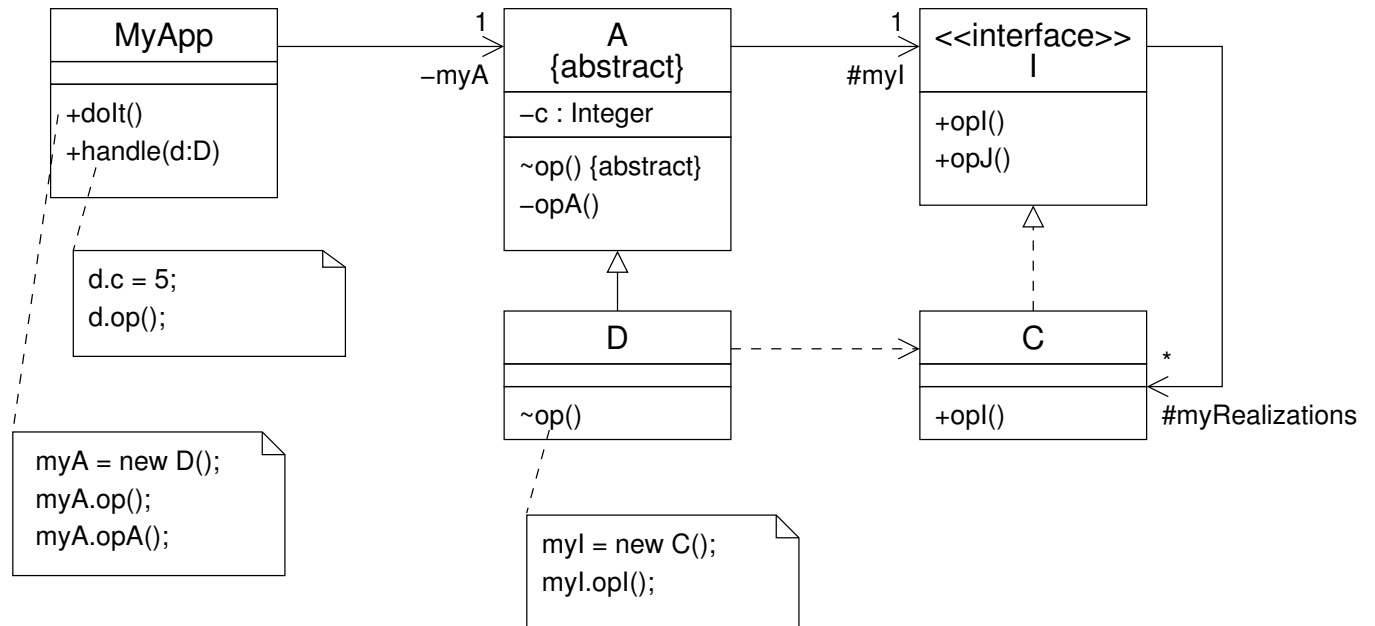 MyApp
+doIt()
+handle(d:D)
1
−myA
A
{abstract}
−c : Integer
~op() {abstract}
−opA()
1
#myI
<<interface>>
I
+opI()
+opJ()
d.c = 5;
d.op();
D
~op()
C
+opI()
*
#myRealizations
myA = new D();
myA.op();
myA.opA();
myI = new C();
myI.opI();